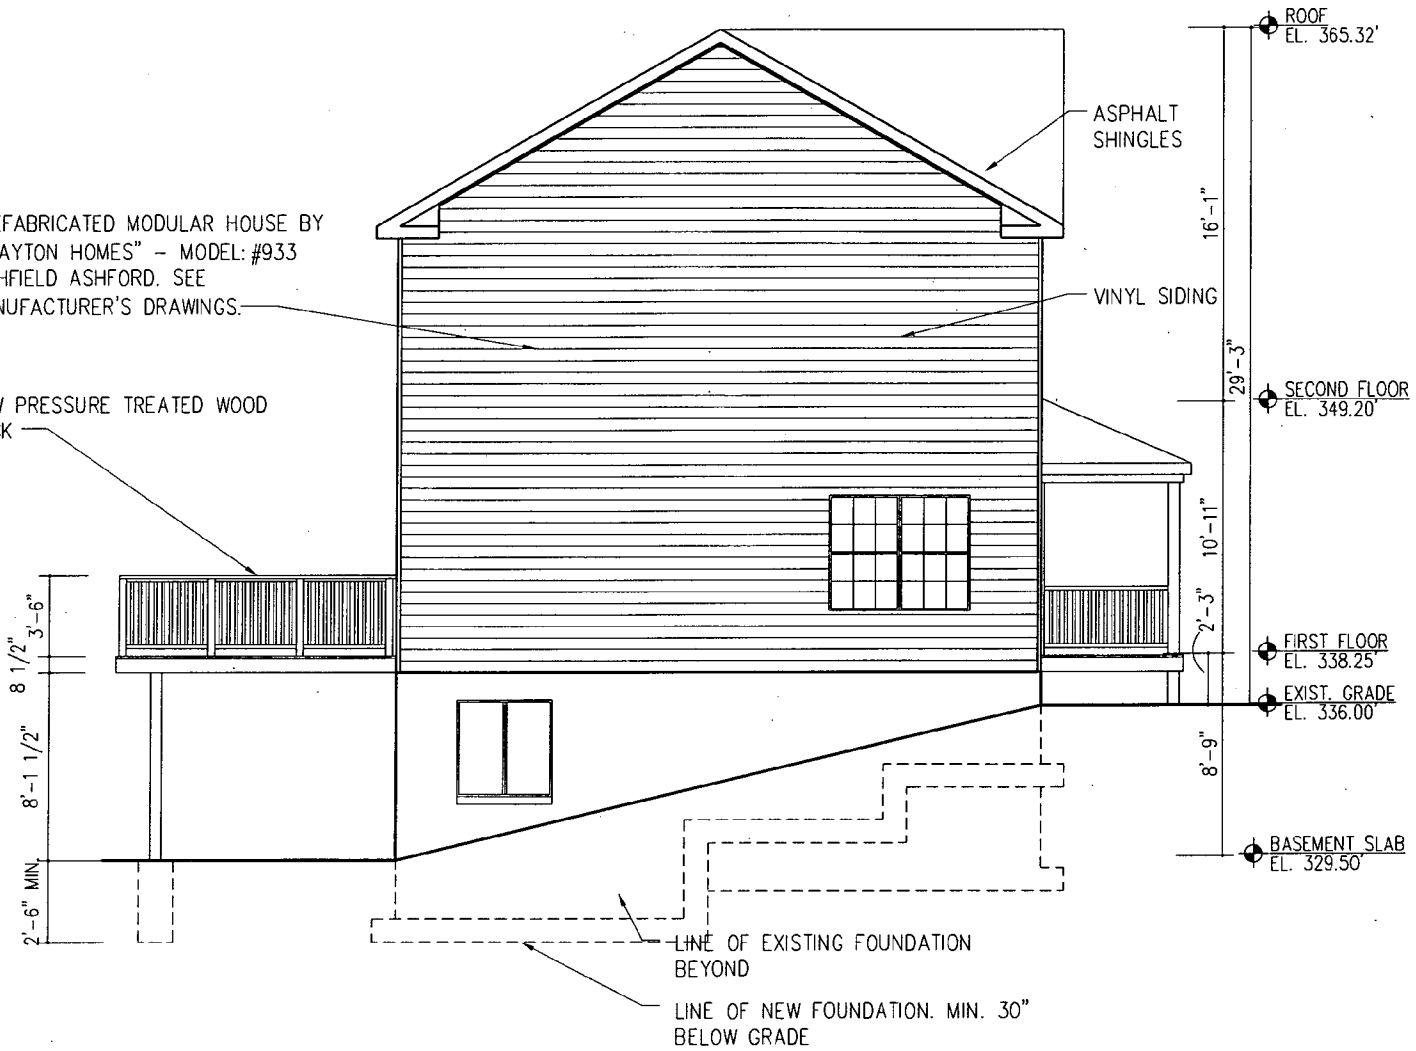 ROOF
EL. 365.32'
ASPHALT
SHINGLES
16'-1"
EFABRICATED MODULAR HOUSE BY
AYTON HOMES" - MODEL: #933
HFIELD ASHFORD. SEE
NUFACTURER'S DRAWINGS.
VINYL SIDING
29'-3"
SECOND FLOOR
EL. 349.20'
PRESSURE TREATED WOOD
CK
10'-11"
3'-6"
2'-3"
FIRST FLOOR
EL. 338.25'
8 1/2"
EXIST. GRADE
EL. 336.00'
8'-1 1/2"
8'-9"
BASEMENT SLAB
EL. 329.50'
2'-6" MIN.
LINE OF EXISTING FOUNDATION
BEYOND
LINE OF NEW FOUNDATION. MIN. 30"
BELOW GRADE